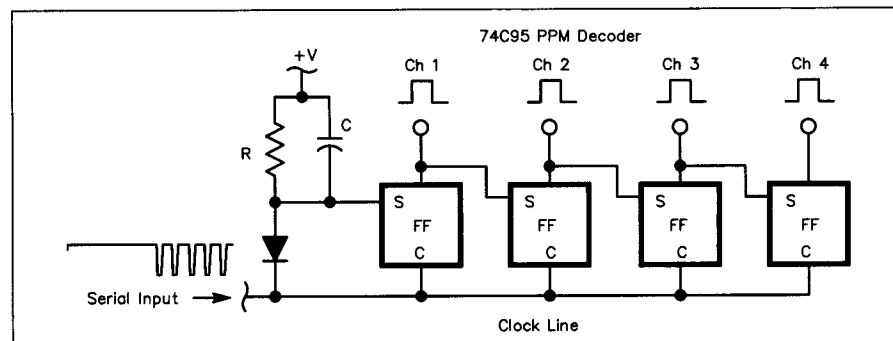 74C95 PPM Decoder
+V
Ch 1
Ch 2
Ch 3
Ch 4
C
R
S
FF
C
S
FF
C
S
FF
C
S
FF
C
Serial Input
Clock Line